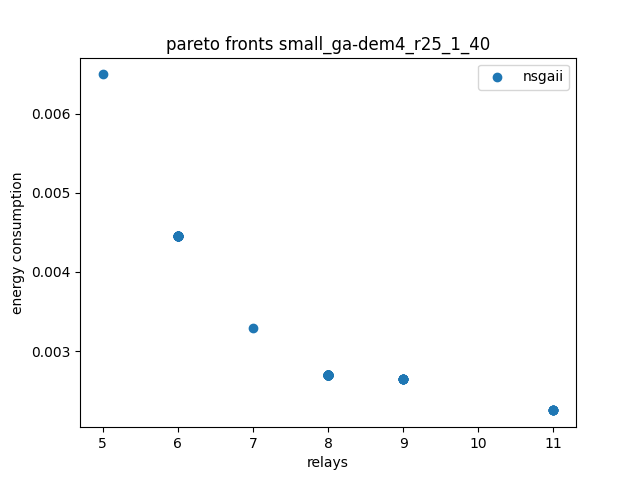 pareto fronts small_ga-dem4_r25_1_40
nsgaii
0.006
0.005
0.004
0.003
energy consumption
5 6 7 8 9 10 11
relays